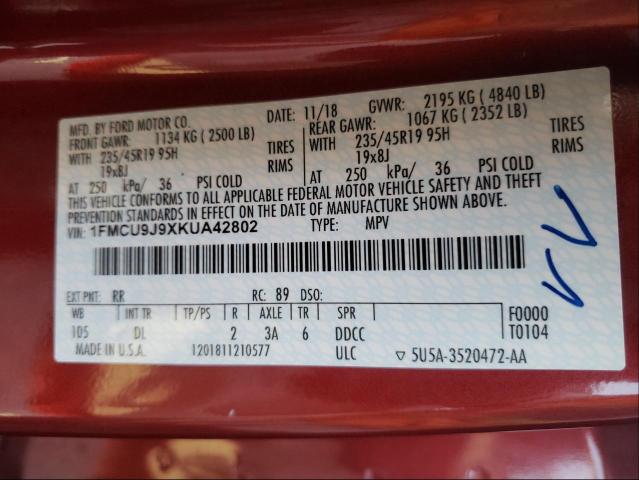 MFD. BY FORD MOTOR CO.
DATE: 11/18 GVWR: 2195 KG ( 4840 LB)
FRONT GAWR: 1134 KG ( 2500 LB)
REAR GAWR: 1067 KG ( 2352 LB)
WITH 235/45R19 95H TIRES
WITH 235/45R19 95H TIRES
19x8J RIMS
19x8J RIMS
AT 250 kPa/ 36 PSI COLD
AT 250 kPa/ 36 PSI COLD
THIS VEHICLE CONFORMS TO ALL APPLICABLE FEDERAL MOTOR VEHICLE SAFETY AND THEFT
PREVENTION STANDARDS IN EFFECT ON THE DATE OF MANUFACTURE SHOWN ABOVE.
VIN: 1FMCU9J9XKUA42802 TYPE: MPV
EXT PNT: RR RC: 89 DSO:
WB INT TR TP/PS R AXLE TR SPR F0000
105 DL 2 3A 6 DDCC T0104
MADE IN U.S.A. 1201811210577 ULC ▽ 5U5A-3520472-AA